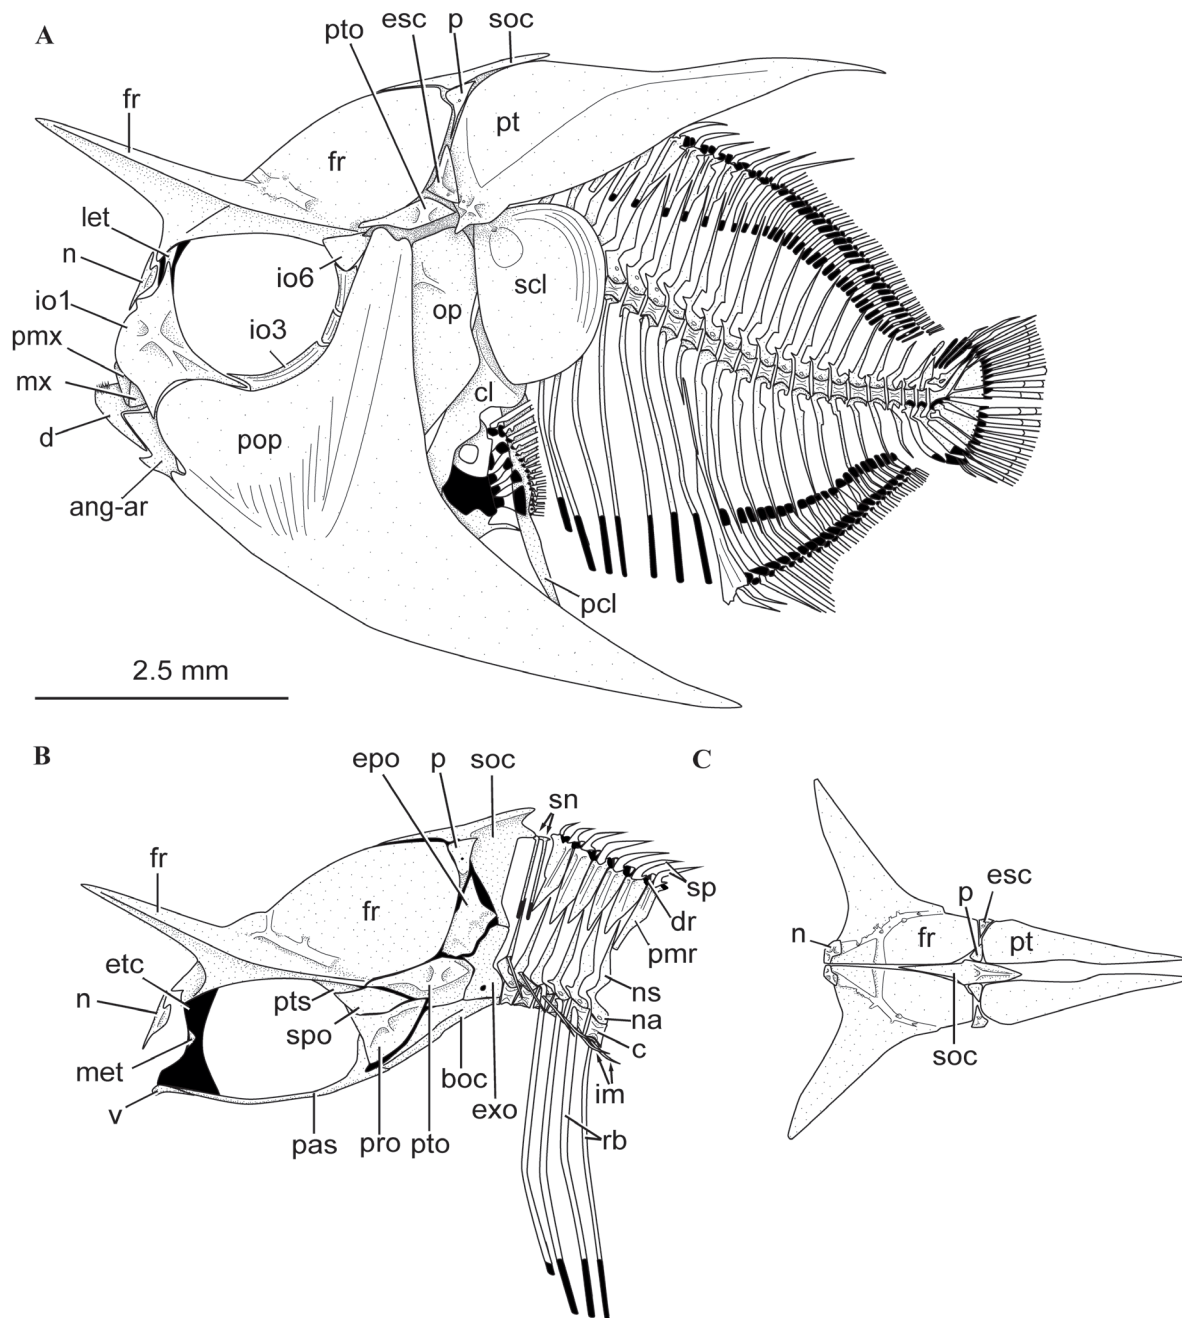 A
pto esc p soc
fr
fr
pt
let
n
io6
io1
io3
op
scl
pmx
mx
cl
d
pop
ang-ar
pcl
2.5 mm
B
epo p soc
sn
fr
fr
sp
dr
pmr
etc
n
pts
spo
ns
na
c
met
v
boc
exo
im
pas pro pto
rb
C
p esc
n
fr
pt
soc